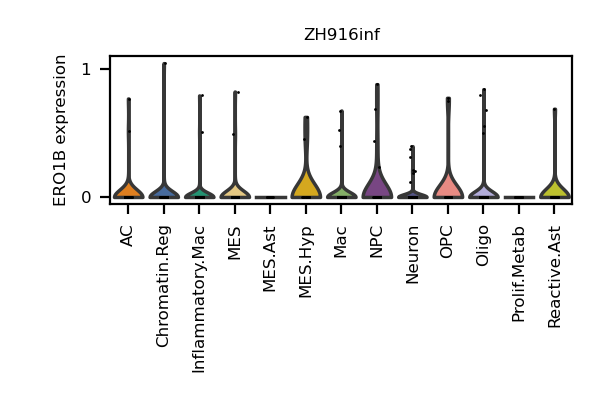 ZH916inf
ERO1B expression
1
0
AC
Chromatin.Reg
Inflammatory.Mac
MES
MES.Ast
MES.Hyp
Mac
NPC
Neuron
OPC
Oligo
Prolif.Metab
Reactive.Ast